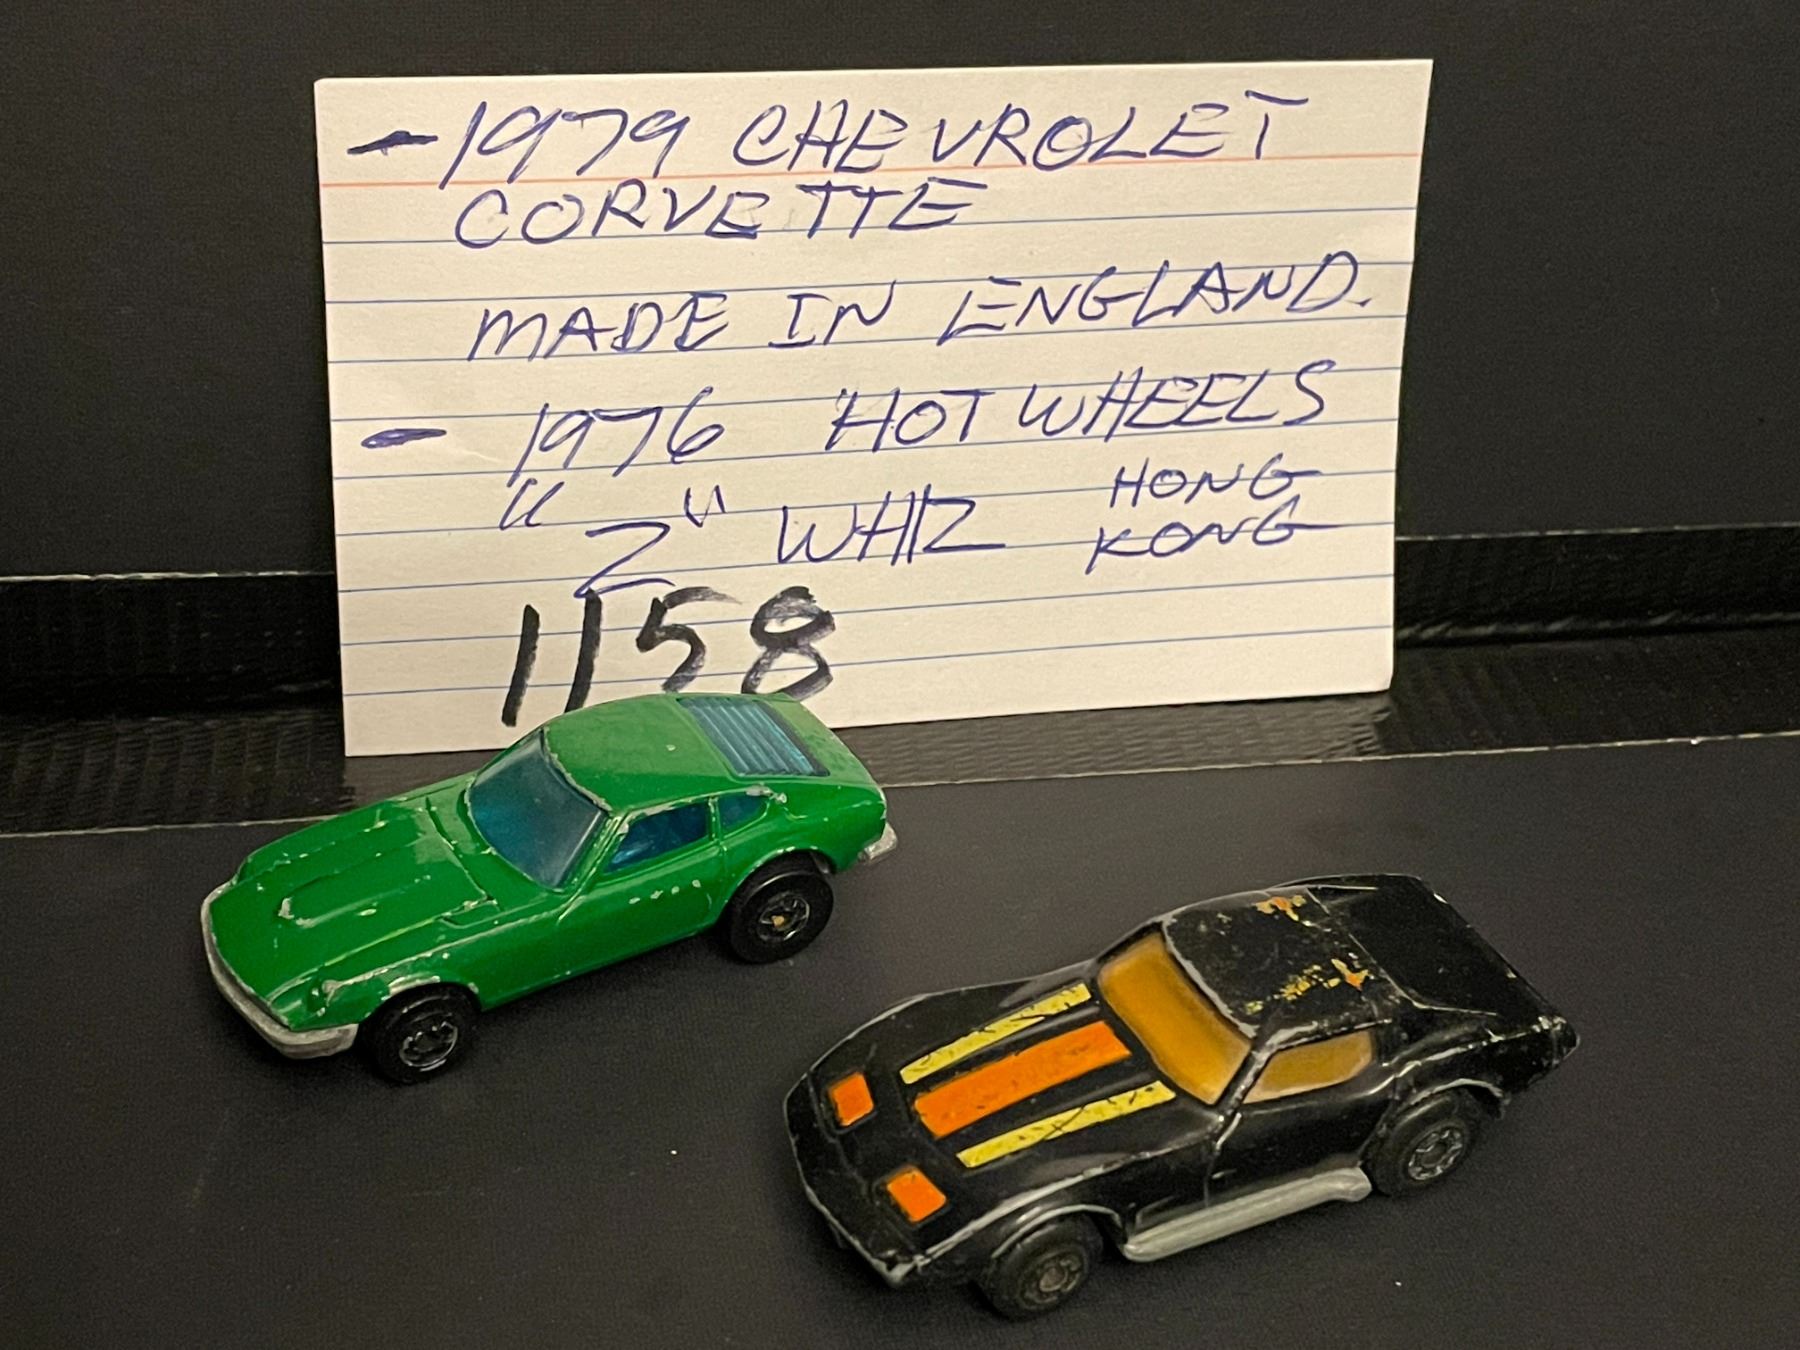 - 1979 CHEVROLET
CORVETTE
MADE IN ENGLAND.
- 1976 HOT WHEELS
"Z" WHIZ HONG KONG
1158